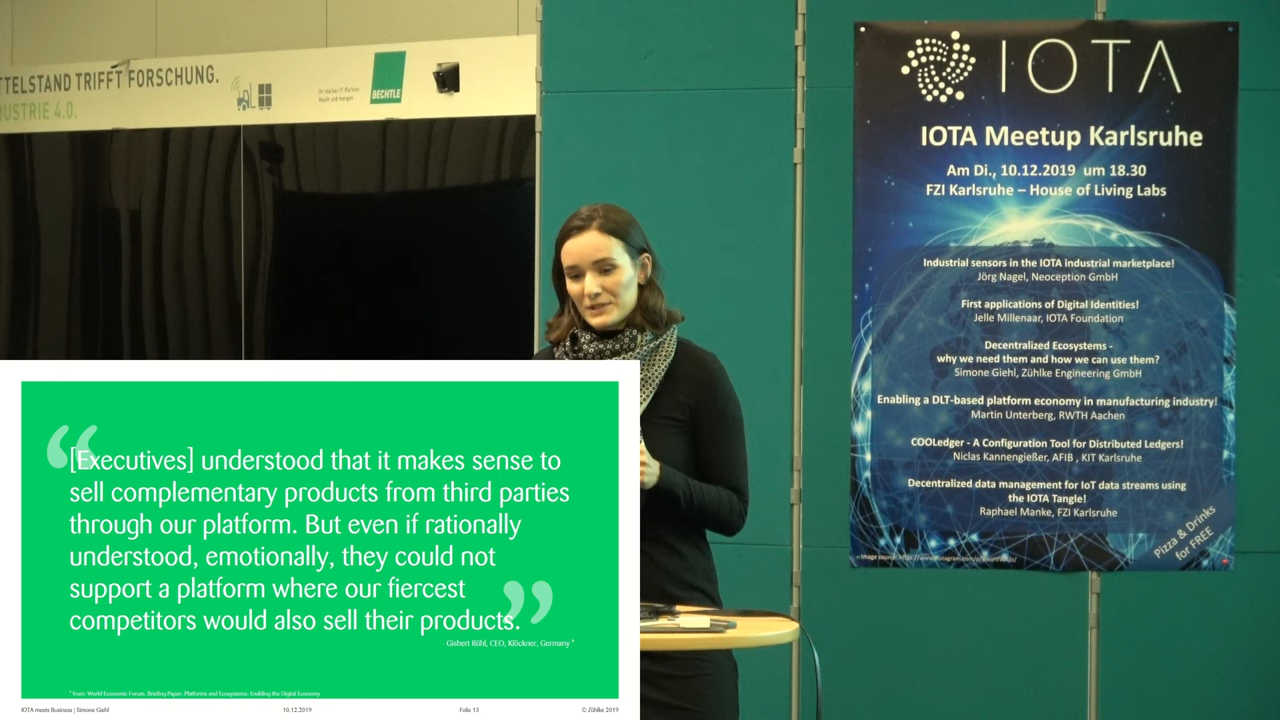 TTELSTAND TRIFFT FORSCHUNG.
DUSTRIE 4.0.
Ihr starker IT-Partner.
Heute und morgen.
BECHTLE
IOTA
IOTA Meetup Karlsruhe
Am Di., 10.12.2019 um 18.30
FZI Karlsruhe – House of Living Labs
Industrial sensors in the IOTA industrial marketplace!
Jörg Nagel, Neoception GmbH
First applications of Digital Identities!
Jelle Millenaar, IOTA Foundation
Decentralized Ecosystems -
why we need them and how we can use them?
Simone Giehl, Zühlke Engineering GmbH
Enabling a DLT-based platform economy in manufacturing industry!
Martin Unterberg, RWTH Aachen
COOLedger - A Configuration Tool for Distributed Ledgers!
Niclas Kannengießer, AFIB , KIT Karlsruhe
Decentralized data management for IoT data streams using
the IOTA Tangle!
Raphael Manke, FZI Karlsruhe
Pizza & Drinks
for FREE
“[Executives] understood that it makes sense to
sell complementary products from third parties
through our platform. But even if rationally
understood, emotionally, they could not
support a platform where our fiercest
competitors would also sell their products.”
Gisbert Rühl, CEO, Klöckner, Germany *
* from: World Economic Forum, Briefing Paper: Platforms and Ecosystems: Enabling the Digital Economy
IOTA meets Business | Simone Giehl
10.12.2019
Folie 13
© Zühlke 2019